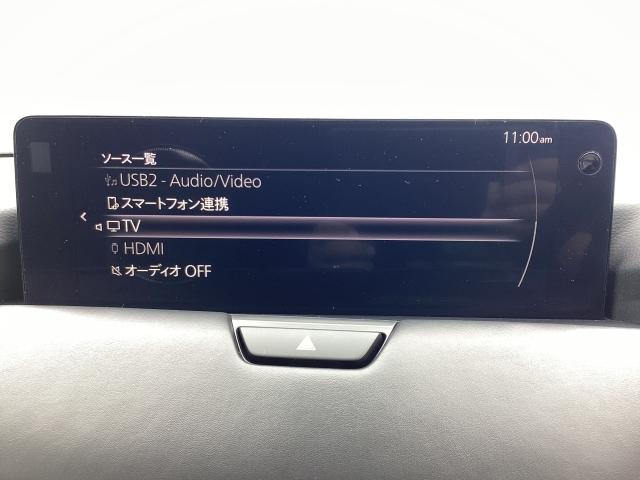 11:00am
ソース一覧
USB2 - Audio/Video
スマートフォン連携
TV
HDMI
オーディオ OFF